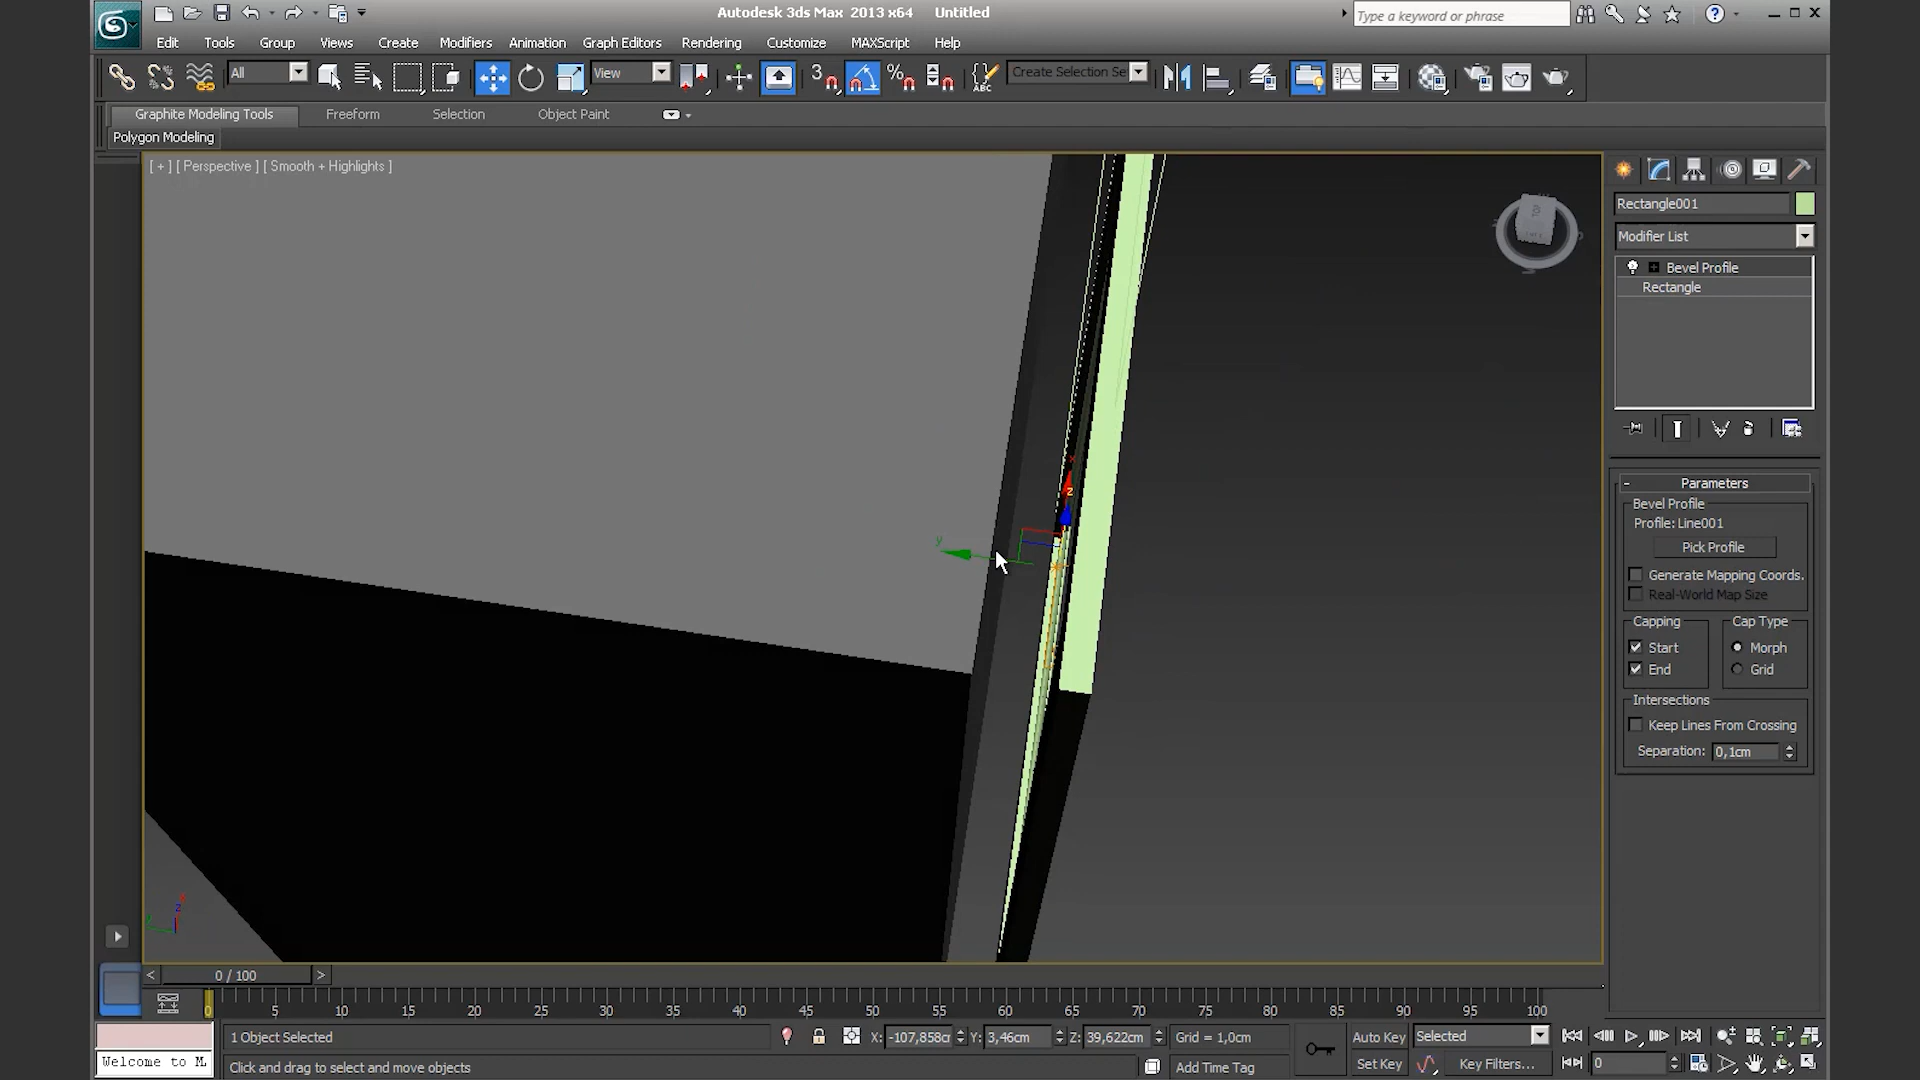 Autodesk 3ds Max 2013 x64 Untitled
Type a keyword or phrase
Edit Tools Group Views Create Modifiers Animation Graph Editors Rendering Customize MAXScript Help
All View 3 % ABC Create Selection Se
Graphite Modeling Tools Freeform Selection Object Paint
Polygon Modeling
[ + ] [ Perspective ] [ Smooth + Highlights ]
TOP
Rectangle001
Modifier List
Bevel Profile
Rectangle
x
z
y
- Parameters
Bevel Profile
Profile: Line001
Pick Profile
Generate Mapping Coords.
Real-World Map Size
Capping Cap Type
Start Morph
End Grid
Intersections
Keep Lines From Crossing
Separation: 0,1cm
z
< 0 / 100 >
0 5 10 15 20 25 30 35 40 45 50 55 60 65 70 75 80 85 90 95 100
1 Object Selected X: -107,858cr Y: 3,46cm Z: 39,622cm Grid = 1,0cm Auto Key Selected
Welcome to M. Click and drag to select and move objects Add Time Tag Set Key Key Filters... 0